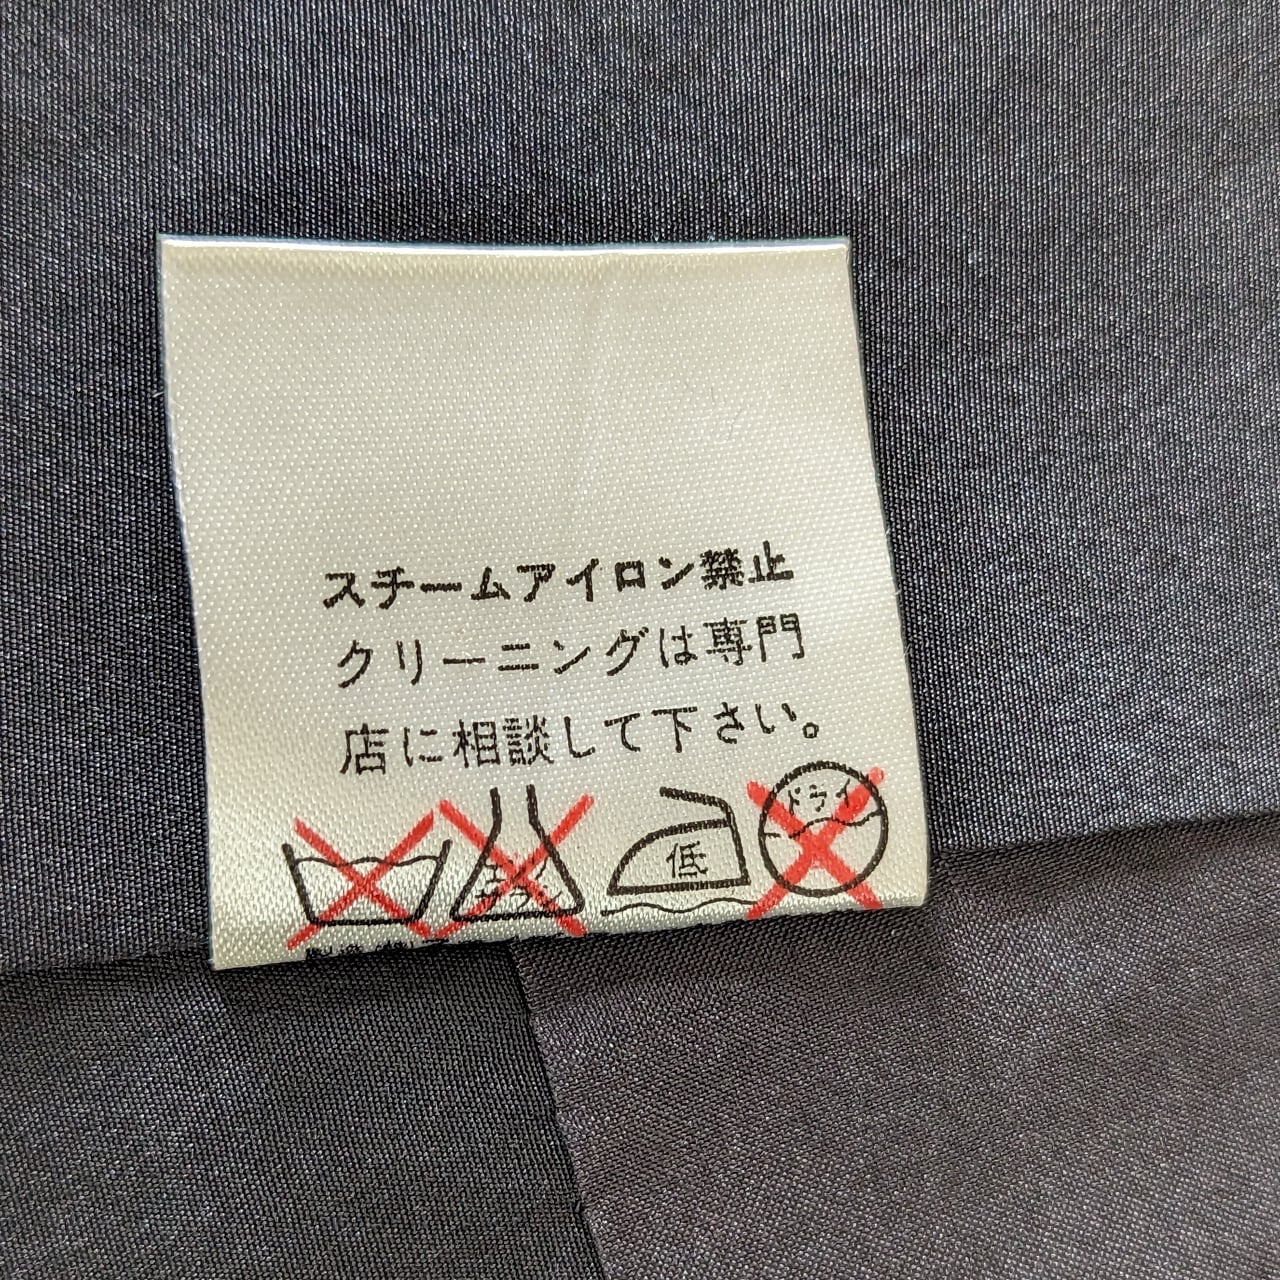 スチームアイロン禁止
クリーニングは専門
店に相談して下さい。
低
ドライ